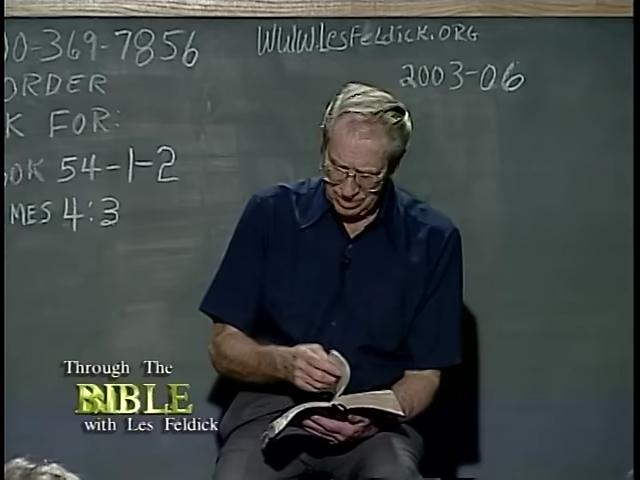 00-369-7856
WWW.LESFELDICK.ORG
2003-06
ORDER
K FOR:
OOK 54-1-2
MES 4:3
Through The
BIBLE
with Les Feldick